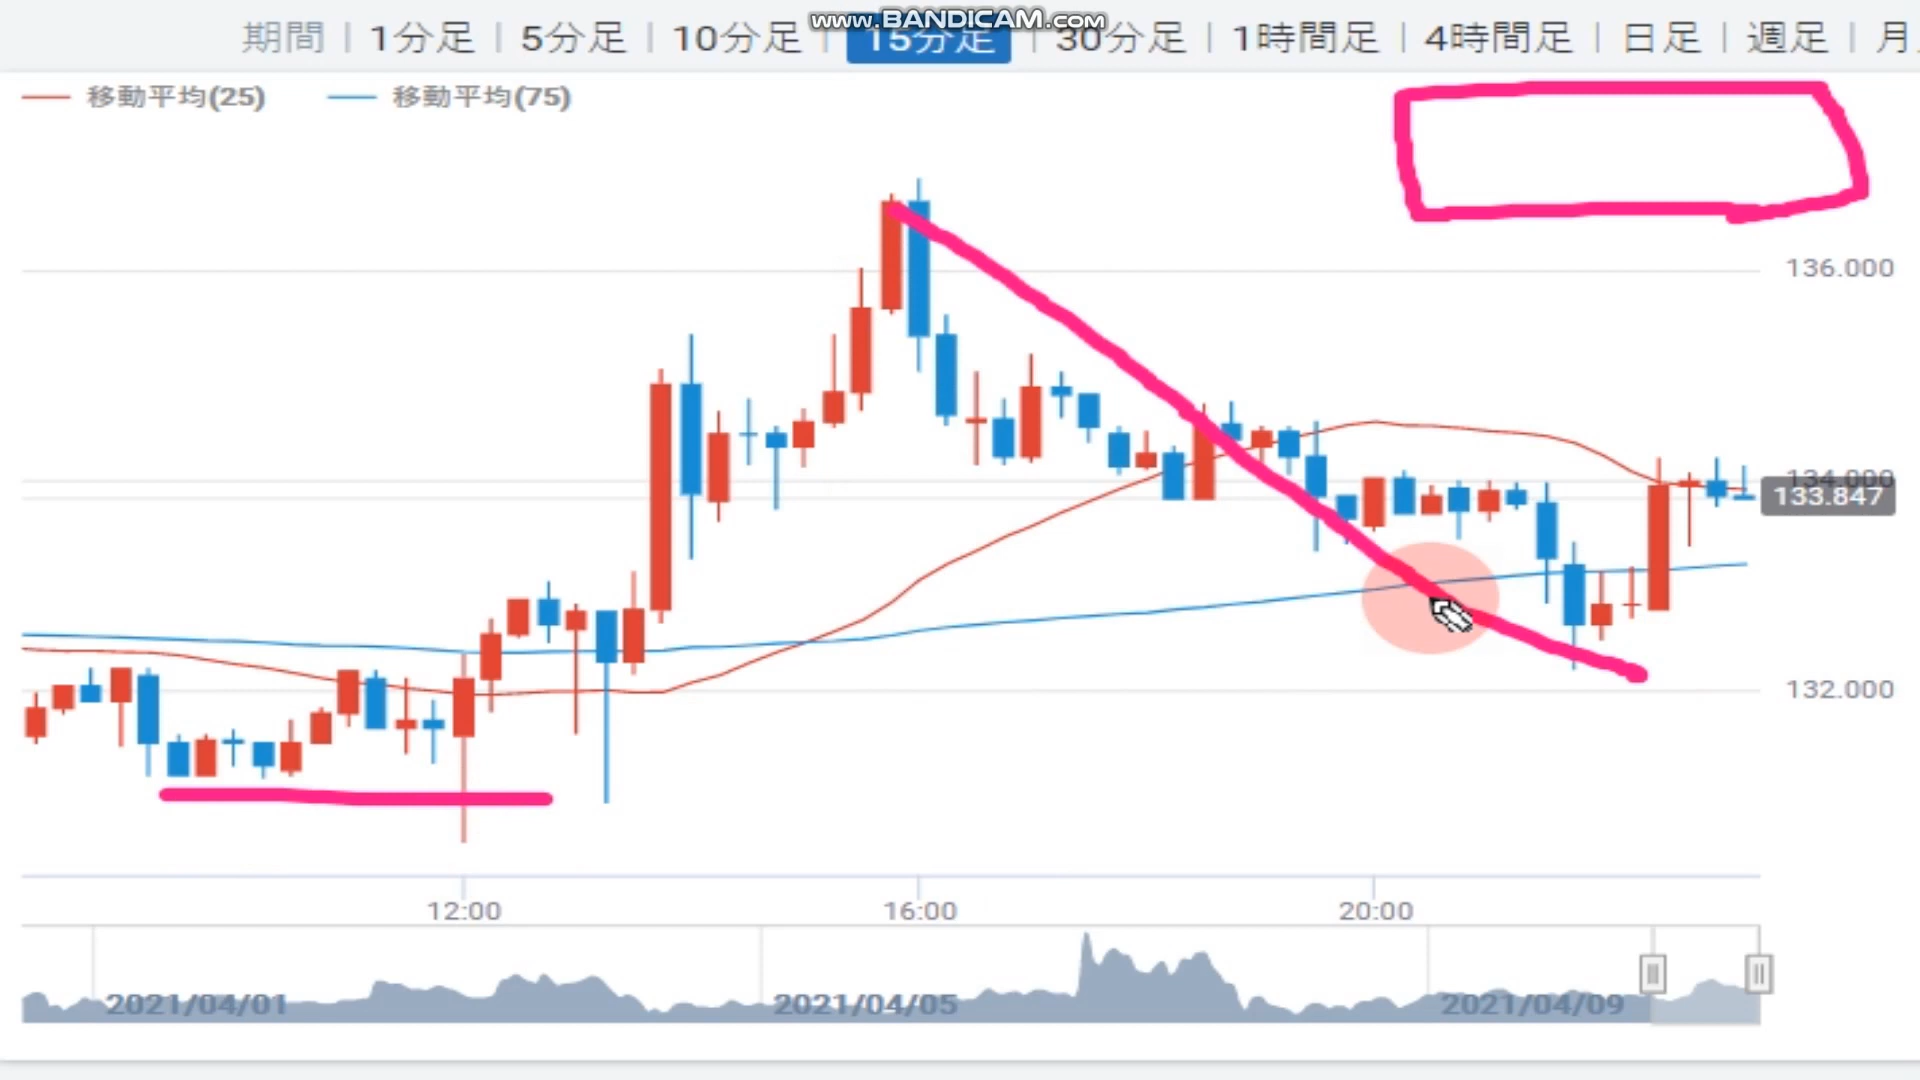 www.BANDICAM.com
期間 | 1分足 | 5分足 | 10分足 | 15分足 | 30分足 | 1時間足 | 4時間足 | 日足 | 週足 | 月
移動平均(25) 移動平均(75)
136.000
134.000
133.847
132.000
12:00 16:00 20:00
2021/04/01 2021/04/05 2021/04/09